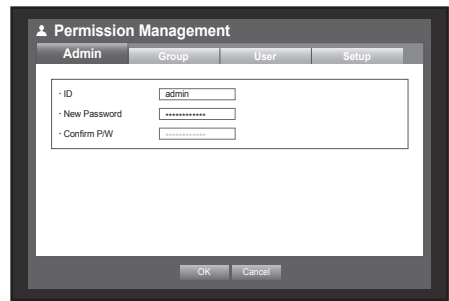 Permission Management
Admin Group User Setup
· ID admin
· New Password ••••••••••••
· Confirm P/W ••••••••••••
OK Cancel